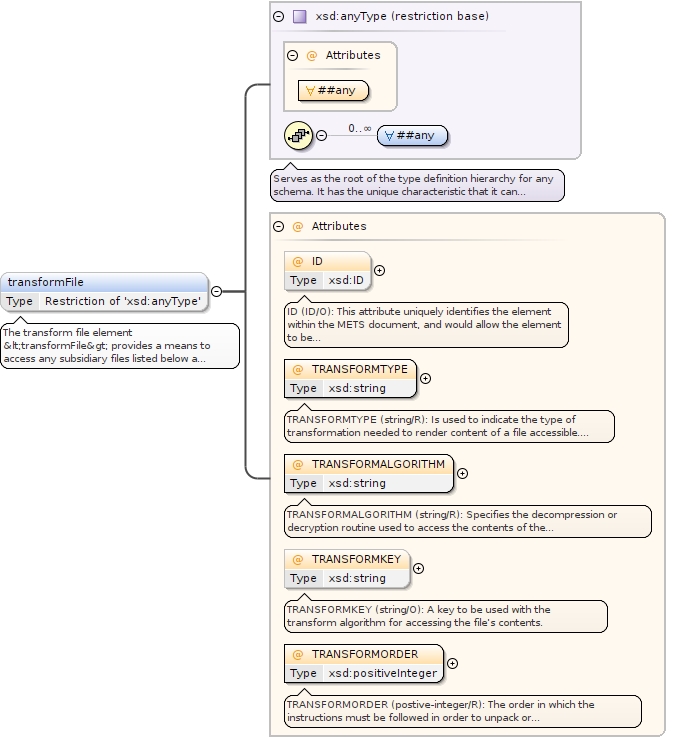 xsd:anyType (restriction base)
@ Attributes
∀ ##any
0..∞
∀ ##any
Serves as the root of the type definition hierarchy for any
schema. It has the unique characteristic that it can...
transformFile
Type Restriction of 'xsd:anyType'
The transform file element
&lt;transformFile&gt; provides a means to
access any subsidiary files listed below a...
@ Attributes
@ ID
Type xsd:ID
ID (ID/O): This attribute uniquely identifies the element
within the METS document, and would allow the element
to be...
@ TRANSFORMTYPE
Type xsd:string
TRANSFORMTYPE (string/R): Is used to indicate the type of
transformation needed to render content of a file accessible....
@ TRANSFORMALGORITHM
Type xsd:string
TRANSFORMALGORITHM (string/R): Specifies the decompression or
decryption routine used to access the contents of the...
@ TRANSFORMKEY
Type xsd:string
TRANSFORMKEY (string/O): A key to be used with the
transform algorithm for accessing the file's contents.
@ TRANSFORMORDER
Type xsd:positiveInteger
TRANSFORMORDER (postive-integer/R): The order in which the
instructions must be followed in order to unpack or...